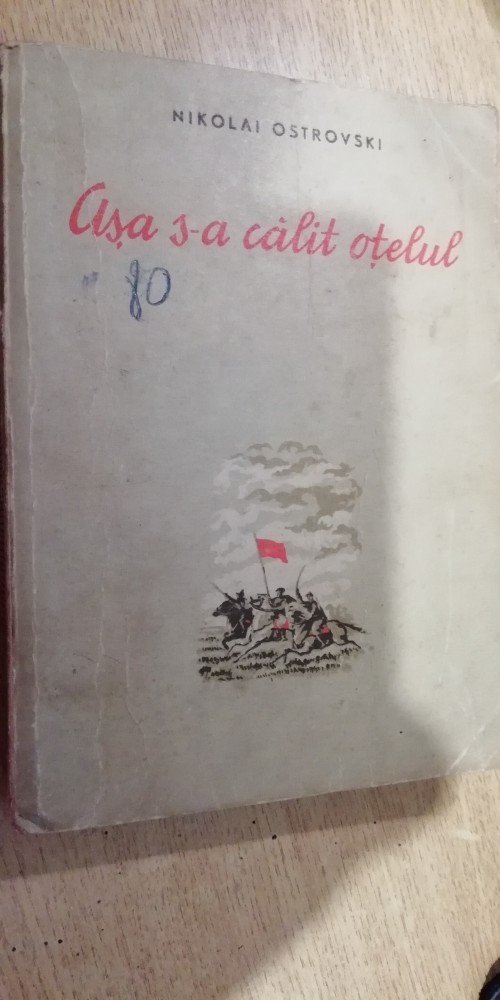 NIKOLAI OSTROVSKI
Așa s-a călit oțelul
80